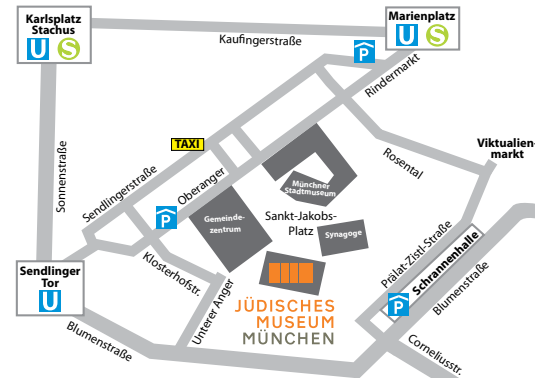 Karlsplatz
Stachus
U S
Kaufingerstraße
Marienplatz
U S
P
Rindermarkt
TAXI
Rosental
Viktualien-
markt
Sonnenstraße
Sendlingerstraße
Oberanger
P
Münchner
Stadtmuseum
Gemeinde-
zentrum
Sankt-Jakobs-
Platz
Synagoge
Prälat-Zistl-Straße
Schrannenhalle
Blumenstraße
Klosterhofstr.
Unterer Anger
Sendlinger
Tor
U
P
JÜDISCHES
MUSEUM
MÜNCHEN
Blumenstraße
Corneliusstr.